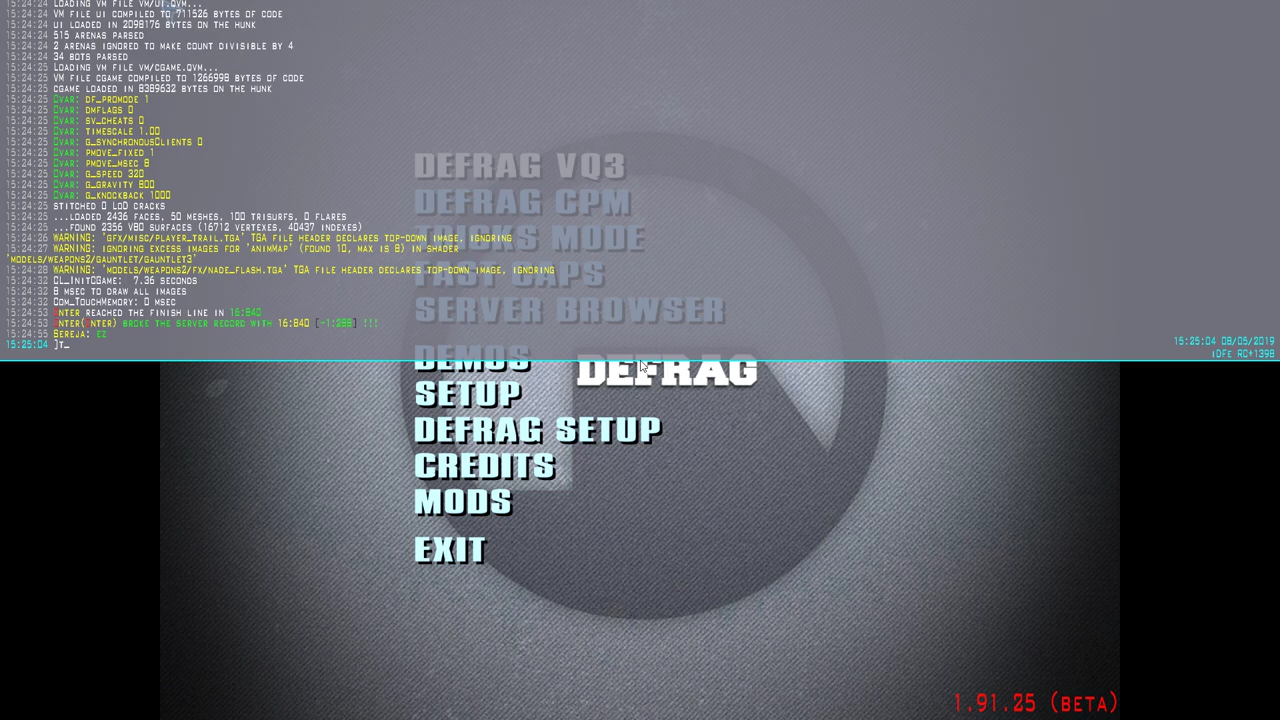 15:24:24 LOADING VM FILE VM/UI.QVM...
15:24:24 VM FILE UI COMPILED TO 711526 BYTES OF CODE
15:24:24 UI LOADED IN 2098176 BYTES ON THE HUNK
15:24:24 515 ARENAS PARSED
15:24:24 2 ARENAS IGNORED TO MAKE COUNT DIVISIBLE BY 4
15:24:24 34 BOTS PARSED
15:24:25 LOADING VM FILE VM/CGAME.QVM...
15:24:25 VM FILE CGAME COMPILED TO 1266998 BYTES OF CODE
15:24:25 CGAME LOADED IN 8389632 BYTES ON THE HUNK
15:24:25 CVAR: DF_PROMODE 1
15:24:25 CVAR: DMFLAGS 0
15:24:25 CVAR: SV_CHEATS 0
15:24:25 CVAR: TIMESCALE 1.00
15:24:25 CVAR: G_SYNCHRONOUSCLIENTS 0
15:24:25 CVAR: PMOVE_FIXED 1
15:24:25 CVAR: PMOVE_MSEC 8
15:24:25 CVAR: G_SPEED 320
15:24:25 CVAR: G_GRAVITY 800
15:24:25 CVAR: G_KNOCKBACK 1000
15:24:25 STITCHED 0 LOD CRACKS
15:24:25 ...LOADED 2436 FACES, 50 MESHES, 100 TRISURFS, 0 FLARES
15:24:25 ...FOUND 2356 VBO SURFACES (16712 VERTEXES, 40437 INDEXES)
15:24:26 WARNING: 'GFX/MISC/PLAYER_TRAIL.TGA' TGA FILE HEADER DECLARES TOP-DOWN IMAGE, IGNORING
15:24:27 WARNING: IGNORING EXCESS IMAGES FOR 'ANIMMAP' (FOUND 10, MAX IS 8) IN SHADER
'MODELS/WEAPONS2/GAUNTLET/GAUNTLET3'
15:24:28 WARNING: 'MODELS/WEAPONS2/FX/NADE_FLASH.TGA' TGA FILE HEADER DECLARES TOP-DOWN IMAGE, IGNORING
15:24:32 CL_INITCGAME: 7.36 SECONDS
15:24:32 8 MSEC TO DRAW ALL IMAGES
15:24:32 COM_TOUCHMEMORY: 0 MSEC
15:24:53 ENTER REACHED THE FINISH LINE IN 16:840
15:24:53 ENTER(ENTER) BROKE THE SERVER RECORD WITH 16:840 [-1:288] !!!
15:24:55 SEREJA: EZ
15:25:04 ]T_
15:25:04 08/05/2019
IDFE RC+1398
DEFRAG VQ3
DEFRAG CPM
TRICKS MODE
FAST CAPS
SERVER BROWSER
DEMOS
DEFRAG
SETUP
DEFRAG SETUP
CREDITS
MODS
EXIT
1.91.25 (BETA)